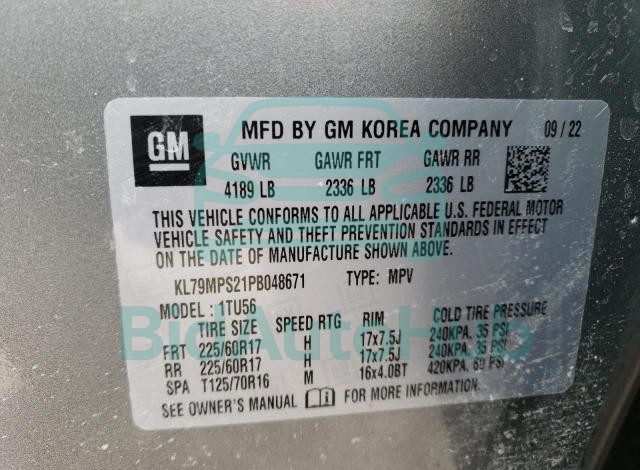 GM
MFD BY GM KOREA COMPANY 09/22
GVWR GAWR FRT GAWR RR
4189 LB 2336 LB 2336 LB
THIS VEHICLE CONFORMS TO ALL APPLICABLE U.S. FEDERAL MOTOR
VEHICLE SAFETY AND THEFT PREVENTION STANDARDS IN EFFECT
ON THE DATE OF MANUFACTURE SHOWN ABOVE.
KL79MPS21PB048671 TYPE: MPV
MODEL: 1TU56
TIRE SIZE SPEED RTG RIM COLD TIRE PRESSURE
FRT 225/60R17 H 17x7.5J 240KPA, 35 PSI
RR 225/60R17 H 17x7.5J 240KPA, 35 PSI
SPA T125/70R16 M 16x4.0BT 420KPA, 60 PSI
SEE OWNER'S MANUAL FOR MORE INFORMATION.
BidAutoHub